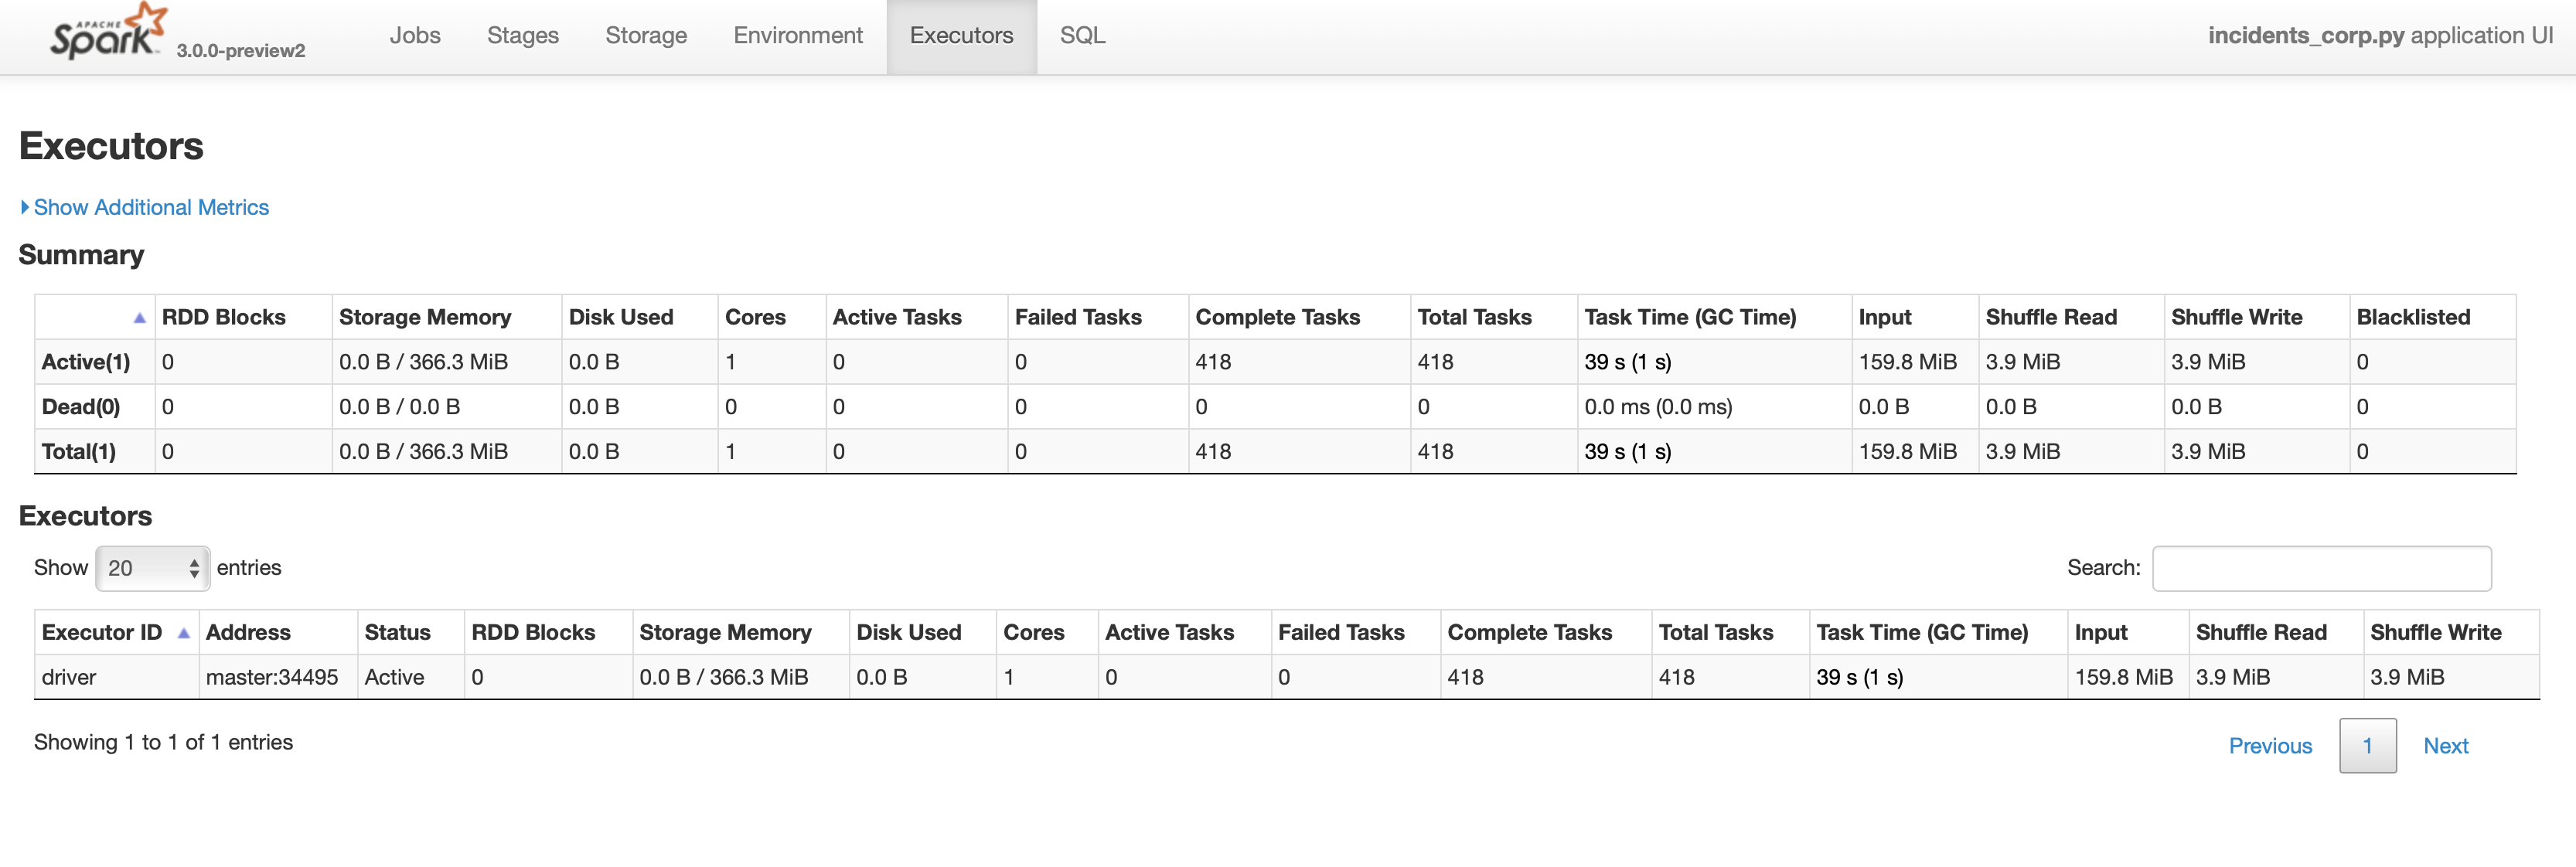 APACHE
Spark 3.0.0-preview2 Jobs Stages Storage Environment Executors SQL incidents_corp.py application UI
Executors
Show Additional Metrics
Summary
RDD Blocks Storage Memory Disk Used Cores Active Tasks Failed Tasks Complete Tasks Total Tasks Task Time (GC Time) Input Shuffle Read Shuffle Write Blacklisted
Active(1) 0 0.0 B / 366.3 MiB 0.0 B 1 0 0 418 418 39 s (1 s) 159.8 MiB 3.9 MiB 3.9 MiB 0
Dead(0) 0 0.0 B / 0.0 B 0.0 B 0 0 0 0 0 0.0 ms (0.0 ms) 0.0 B 0.0 B 0.0 B 0
Total(1) 0 0.0 B / 366.3 MiB 0.0 B 1 0 0 418 418 39 s (1 s) 159.8 MiB 3.9 MiB 3.9 MiB 0
Executors
Show 20 entries Search:
Executor ID Address Status RDD Blocks Storage Memory Disk Used Cores Active Tasks Failed Tasks Complete Tasks Total Tasks Task Time (GC Time) Input Shuffle Read Shuffle Write
driver master:34495 Active 0 0.0 B / 366.3 MiB 0.0 B 1 0 0 418 418 39 s (1 s) 159.8 MiB 3.9 MiB 3.9 MiB
Showing 1 to 1 of 1 entries Previous 1 Next